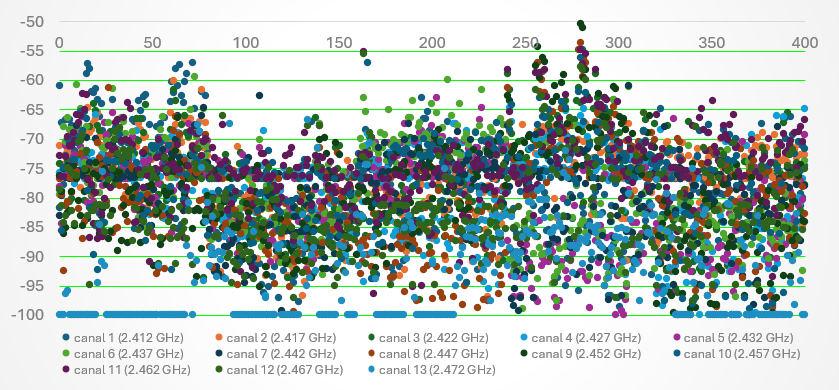 -50
0 50 100 150 200 250 300 350 400
-55
-60
-65
-70
-75
-80
-85
-90
-95
-100
canal 1 (2.412 GHz) canal 2 (2.417 GHz) canal 3 (2.422 GHz) canal 4 (2.427 GHz) canal 5 (2.432 GHz)
canal 6 (2.437 GHz) canal 7 (2.442 GHz) canal 8 (2.447 GHz) canal 9 (2.452 GHz) canal 10 (2.457 GHz)
canal 11 (2.462 GHz) canal 12 (2.467 GHz) canal 13 (2.472 GHz)